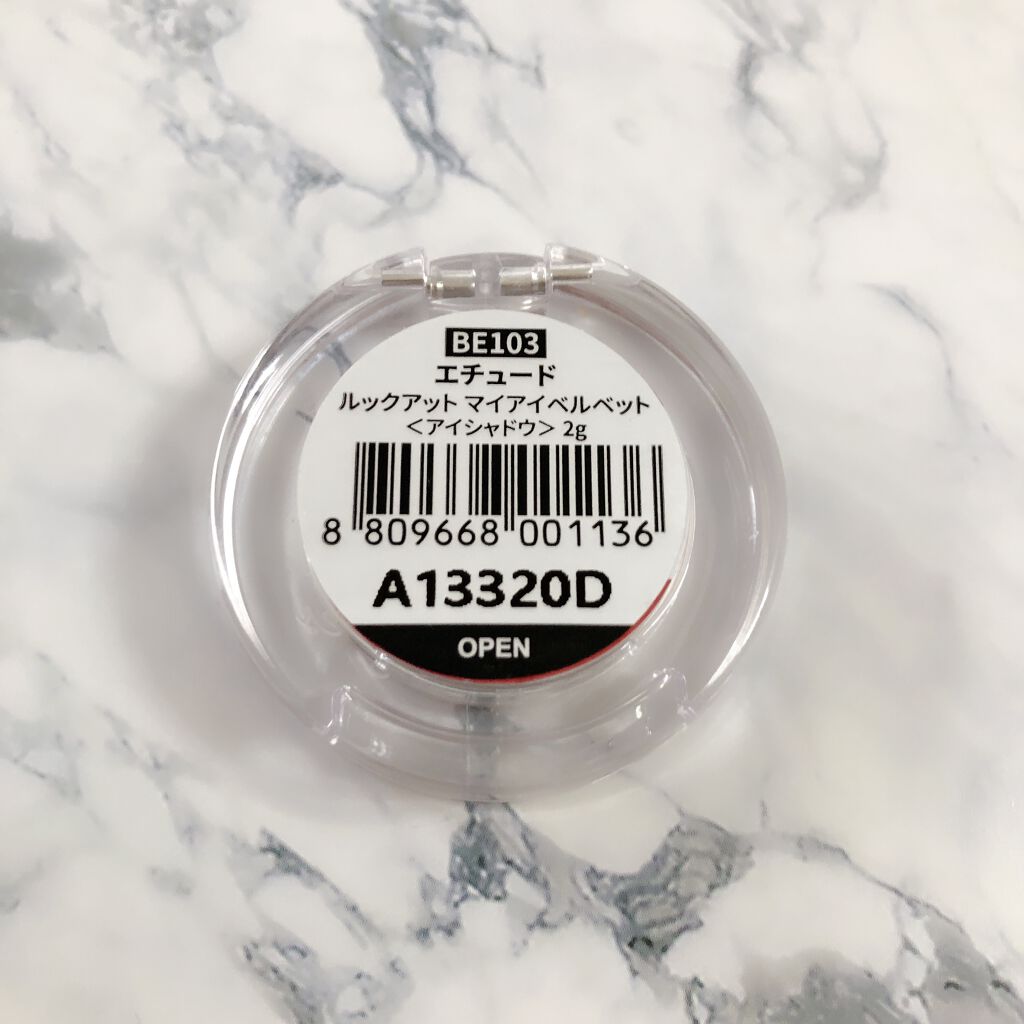 BE103
エチュード
ルックアット マイアイベルベット
＜アイシャドウ＞ 2g
8 809668 001136
A13320D
OPEN